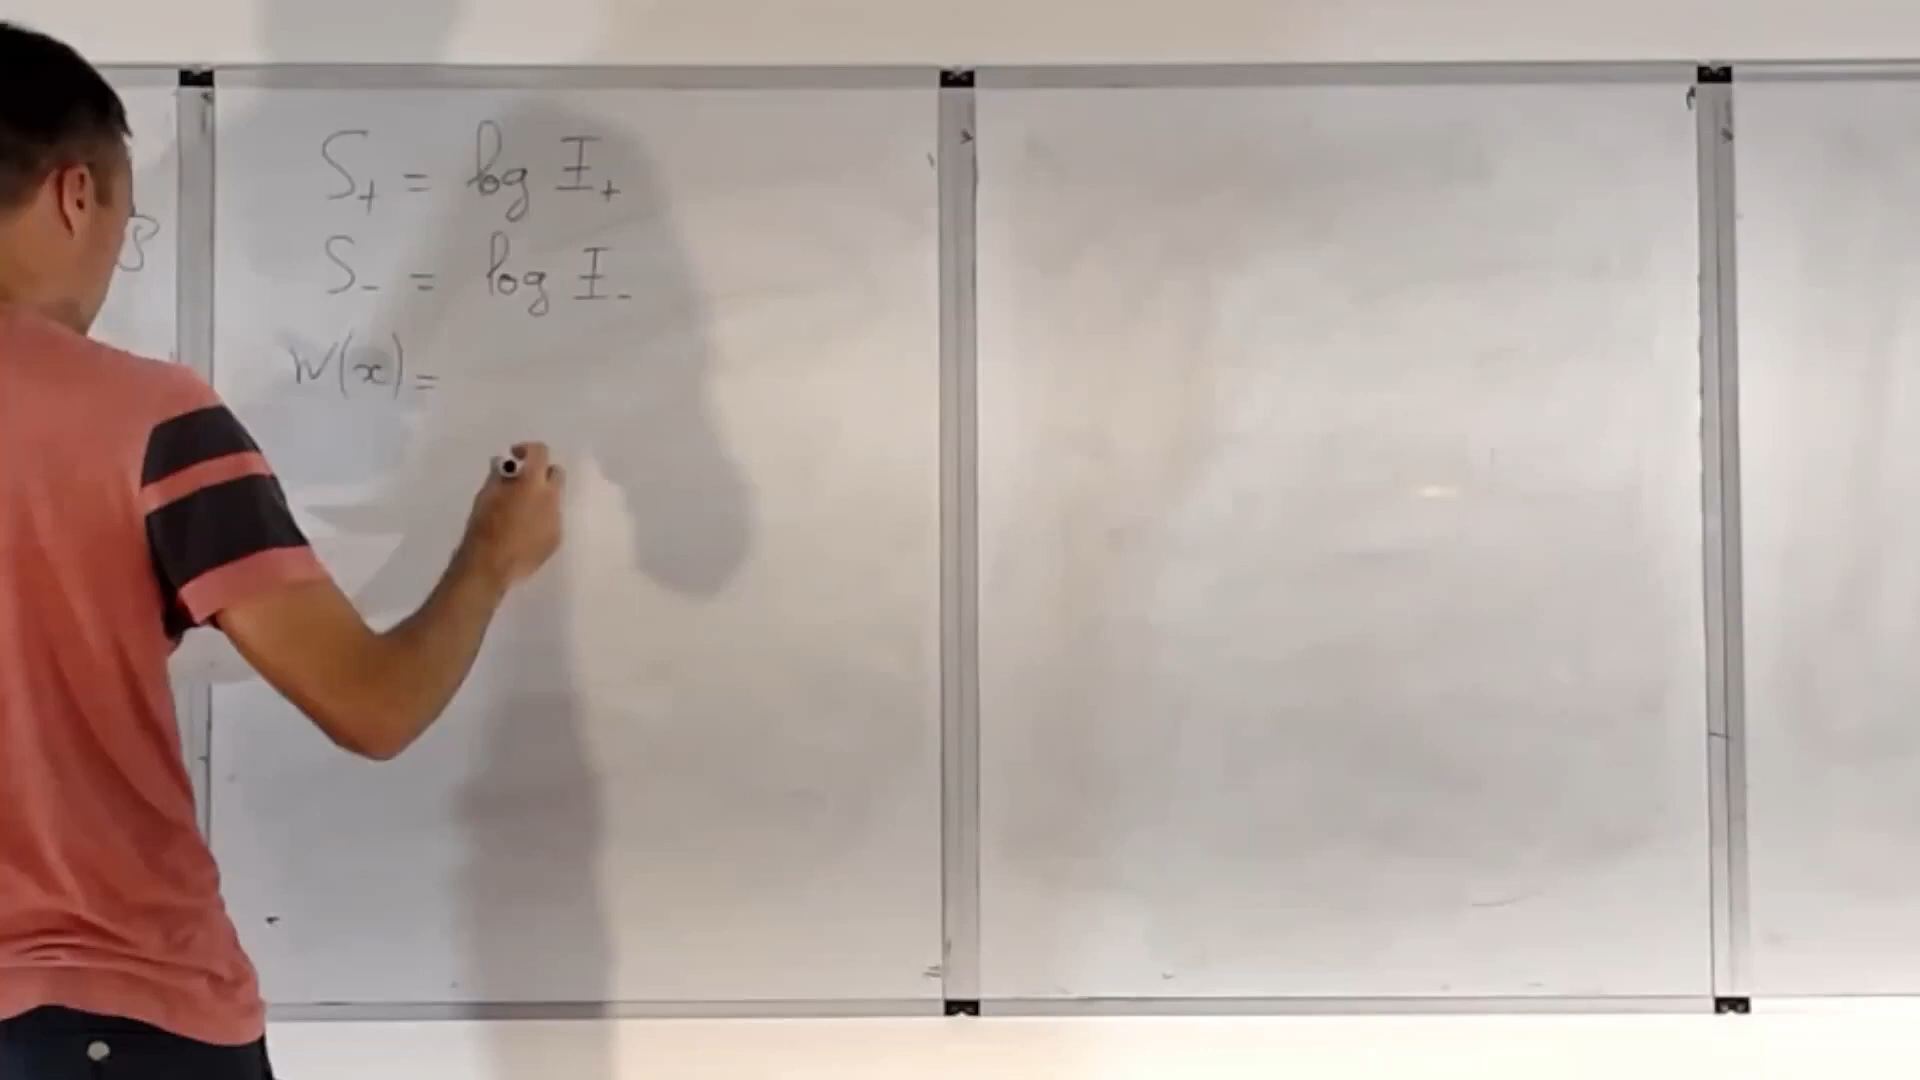 S₊ = log I₊
S₋ = log I₋
W(x) =